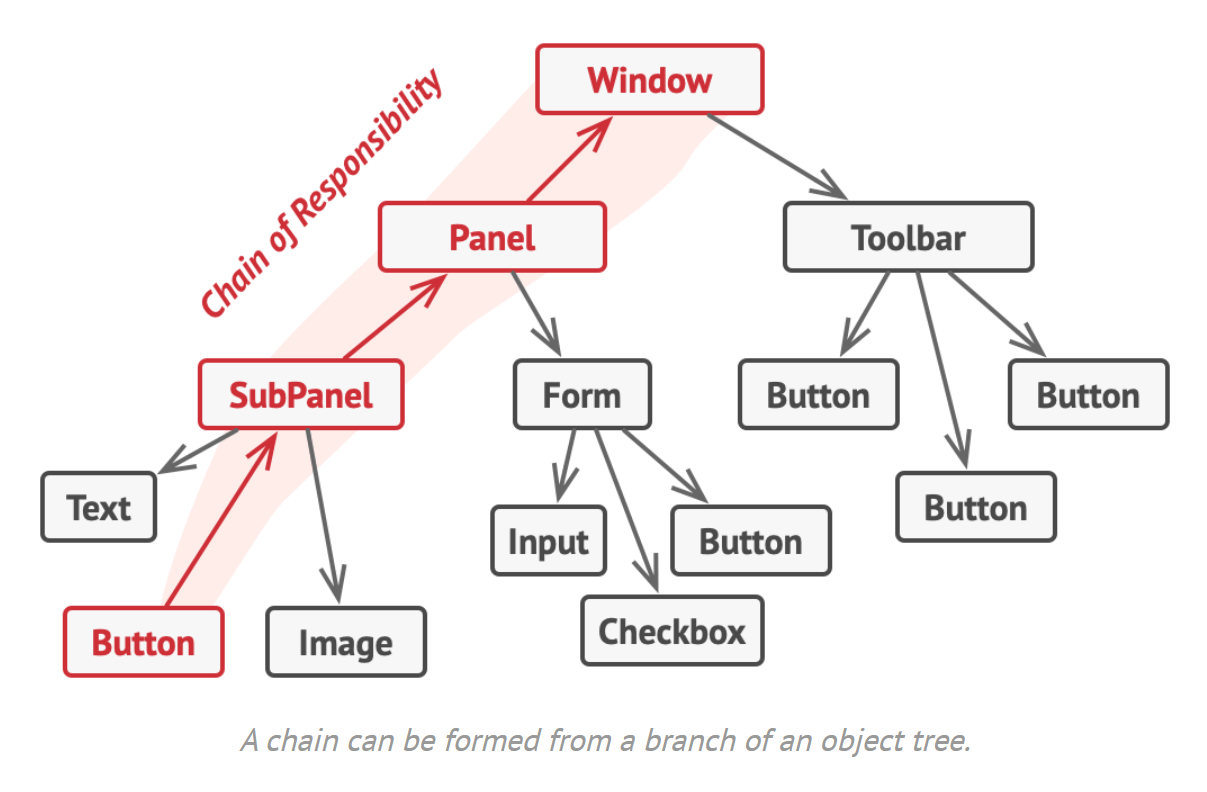 Chain of Responsibility
Window
Panel
Toolbar
SubPanel
Form
Button
Button
Text
Button
Input
Button
Button
Image
Checkbox
A chain can be formed from a branch of an object tree.